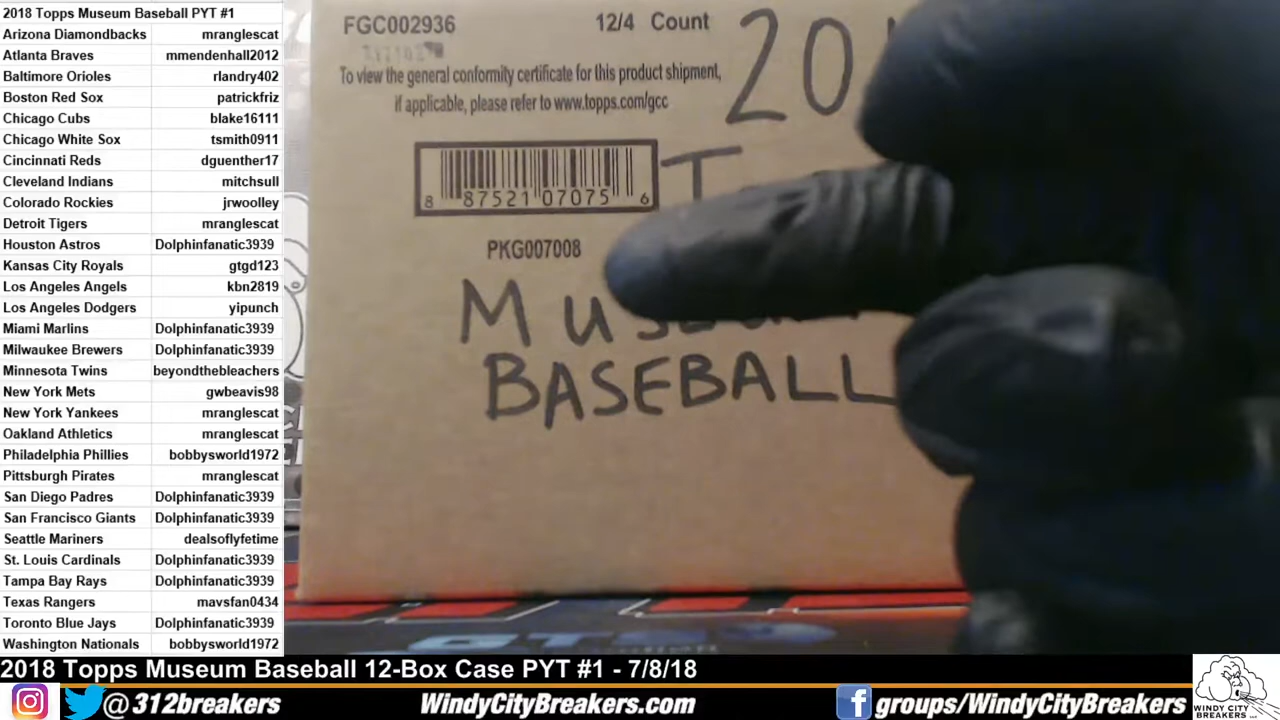 2018 Topps Museum Baseball PYT #1
Arizona Diamondbacks mranglescat
Atlanta Braves mmendenhall2012
Baltimore Orioles rlandry402
Boston Red Sox patrickfriz
Chicago Cubs blake16111
Chicago White Sox tsmith0911
Cincinnati Reds dguenther17
Cleveland Indians mitchsull
Colorado Rockies jrwoolley
Detroit Tigers mranglescat
Houston Astros Dolphinfanatic3939
Kansas City Royals gtgd123
Los Angeles Angels kbn2819
Los Angeles Dodgers yipunch
Miami Marlins Dolphinfanatic3939
Milwaukee Brewers Dolphinfanatic3939
Minnesota Twins beyondthebleachers
New York Mets gwbeavis98
New York Yankees mranglescat
Oakland Athletics mranglescat
Philadelphia Phillies bobbysworld1972
Pittsburgh Pirates mranglescat
San Diego Padres Dolphinfanatic3939
San Francisco Giants Dolphinfanatic3939
Seattle Mariners dealsoflyfetime
St. Louis Cardinals Dolphinfanatic3939
Tampa Bay Rays Dolphinfanatic3939
Texas Rangers mavsfan0434
Toronto Blue Jays Dolphinfanatic3939
Washington Nationals bobbysworld1972
FGC002936 12/4 Count
To view the general conformity certificate for this product shipment,
if applicable, please refer to www.topps.com/gcc
20
8 87521 07075 6
T
PKG007008
Mus
BASEBALL
2018 Topps Museum Baseball 12-Box Case PYT #1 - 7/8/18
@312breakers WindyCityBreakers.com groups/WindyCityBreakers
WINDY CITY
BREAKERS